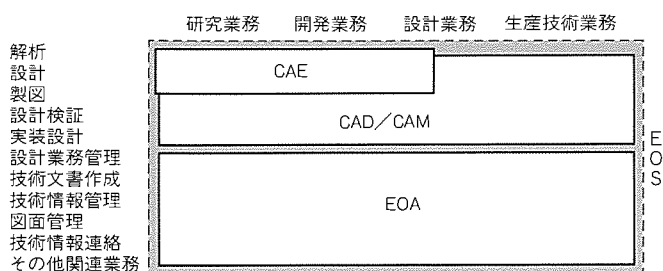 研究業務 開発業務 設計業務 生産技術業務
解析
設計
製図
設計検証
実装設計
設計業務管理
技術文書作成
技術情報管理
図面管理
技術情報連絡
その他関連業務
CAE
CAD/CAM
EOA
EOS